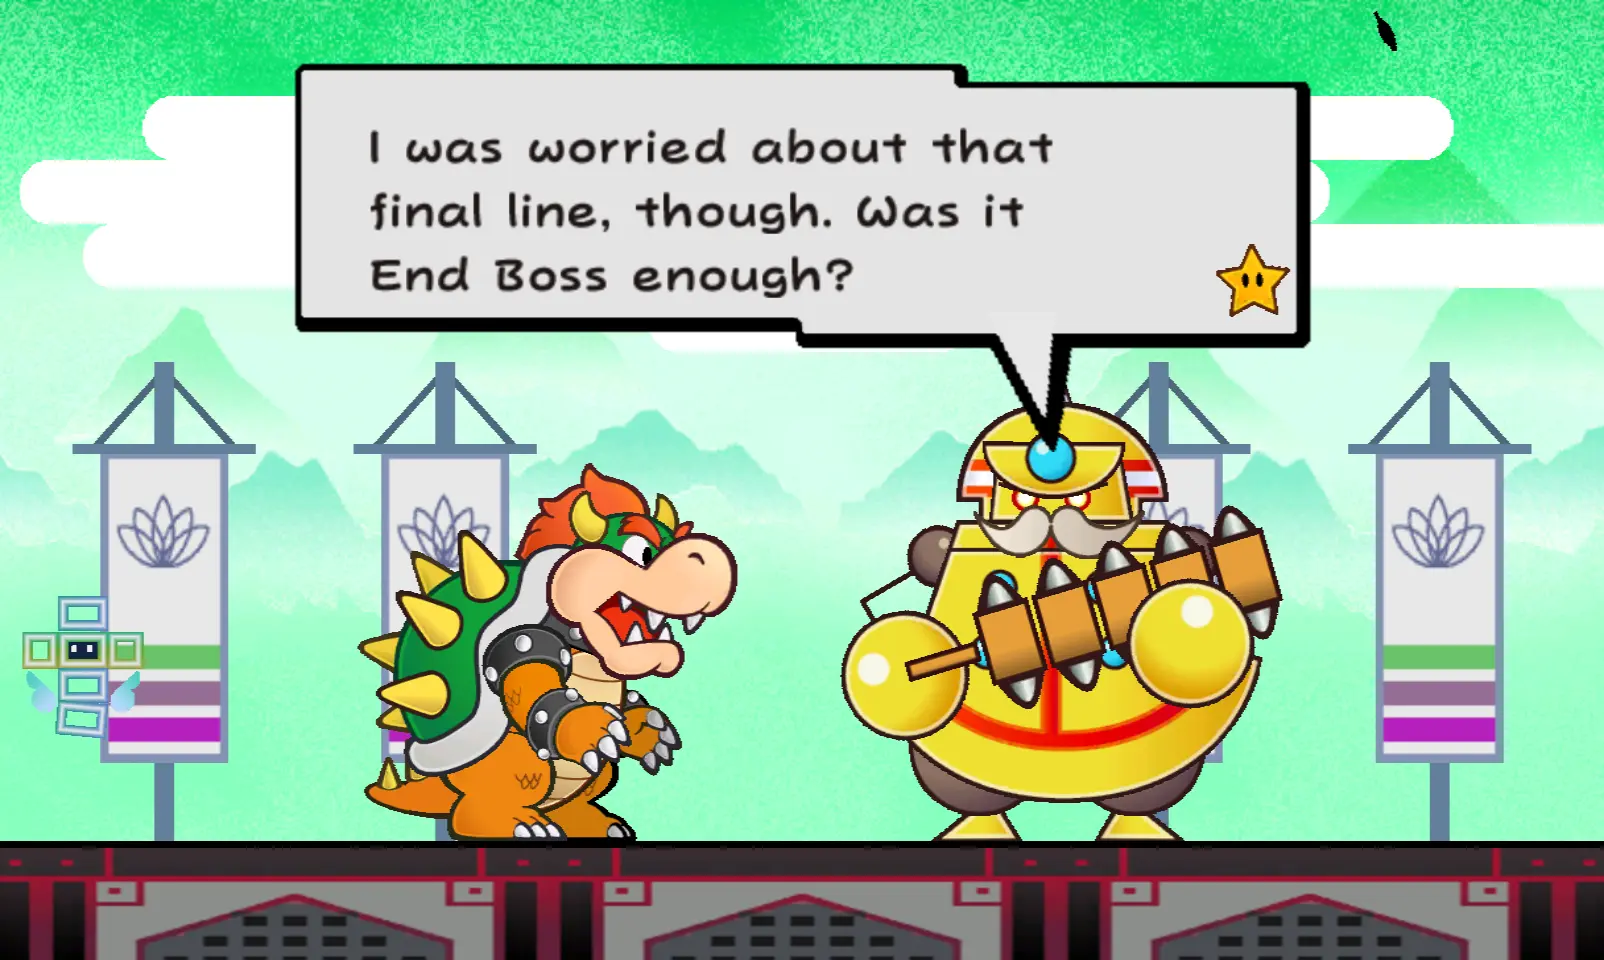 I was worried about that
final line, though. Was it
End Boss enough?